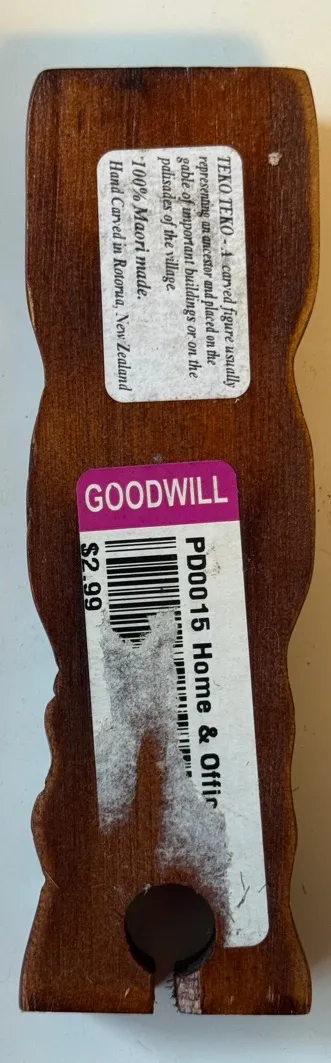 TEKO TEKO - A carved figure usually
representing an ancestor and placed on the
gable of important buildings or on the
palisades of the village
100% Maori made.
Hand Carved in Rotorua, New Zealand
GOODWILL
PD0015 Home & Offic
$2.99